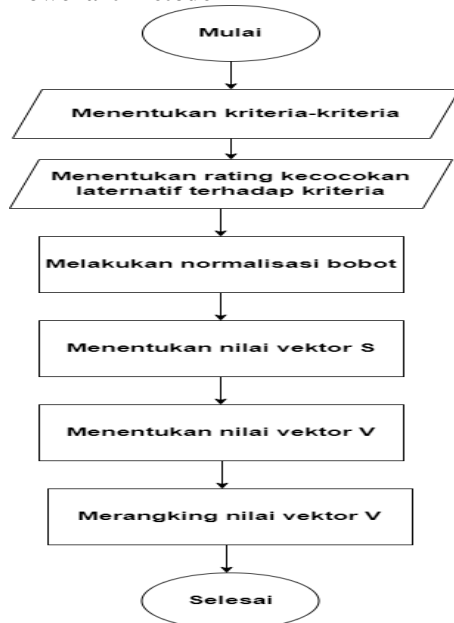 Mulai
Menentukan kriteria-kriteria
Menentukan rating kecocokan
laternatif terhadap kriteria
Melakukan normalisasi bobot
Menentukan nilai vektor S
Menentukan nilai vektor V
Merangking nilai vektor V
Selesai